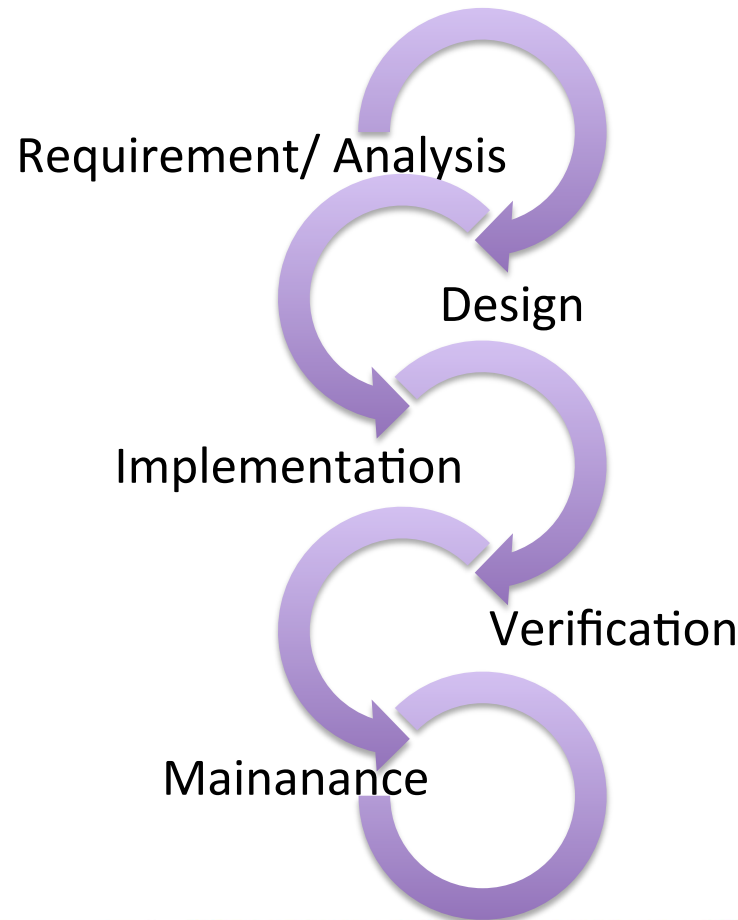 Requirement/ Analysis
Design
Implementation
Verification
Mainanance